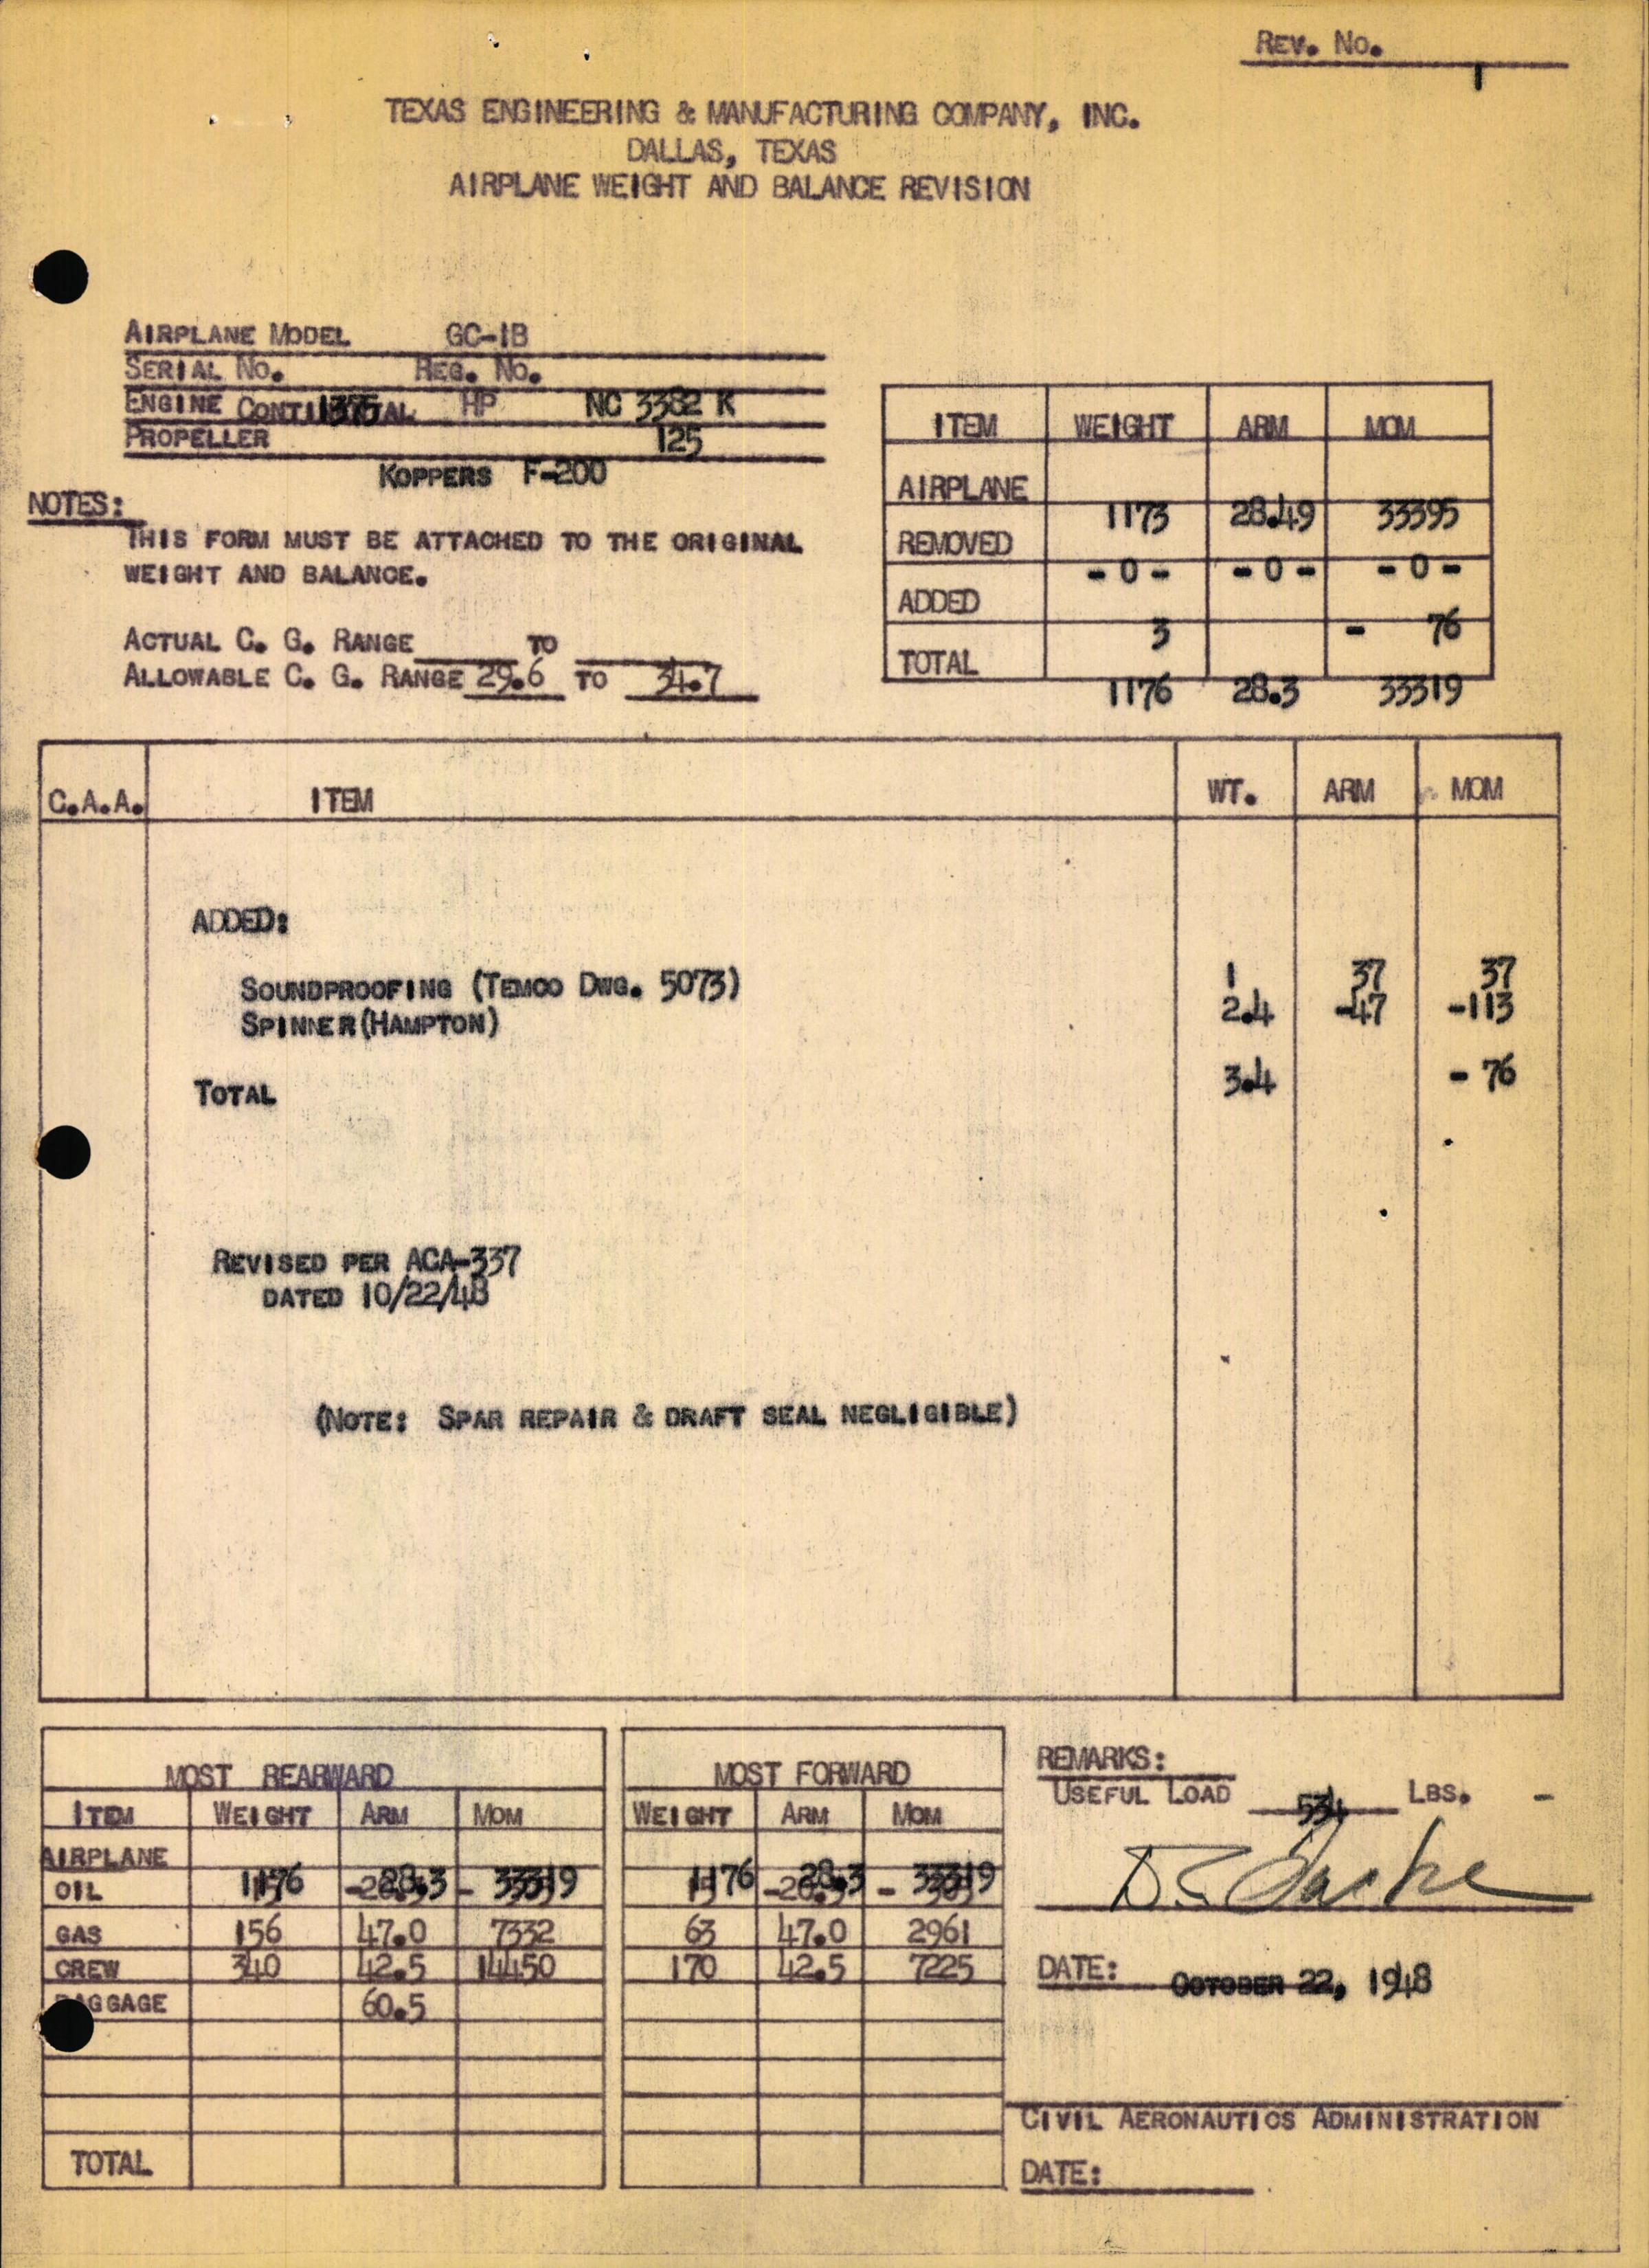 REV. NO.
1
TEXAS ENGINEERING & MANUFACTURING COMPANY, INC.
DALLAS, TEXAS
AIRPLANE WEIGHT AND BALANCE REVISION
AIRPLANE MODEL GC-1B
SERIAL NO. REG. NO.
ENGINE CONTINENTAL HP NC 3382 K
PROPELLER 125
KOPPERS F-200
NOTES:
THIS FORM MUST BE ATTACHED TO THE ORIGINAL
WEIGHT AND BALANCE.
ACTUAL C. G. RANGE TO
ALLOWABLE C. G. RANGE 29.6 TO 34.7
ITEM WEIGHT ARM MOM
AIRPLANE
1173 28.49 33395
REMOVED
- 0 - - 0 - - 0 -
ADDED
3 - 76
TOTAL
1176 28.3 33319
C.A.A. ITEM WT. ARM MOM
ADDED:
SOUNDPROOFING (TEMCO DWG. 5073) 1 37 37
SPINNER(HAMPTON) 2.4 -47 -113
TOTAL 3.4 - 76
REVISED PER ACA-337
DATED 10/22/48
(NOTE: SPAR REPAIR & DRAFT SEAL NEGLIGIBLE)
MOST REARWARD
ITEM WEIGHT ARM MOM
AIRPLANE
1176 28.3 33319
OIL
GAS 156 47.0 7332
CREW 340 42.5 14450
BAGGAGE 60.5
TOTAL
MOST FORWARD
WEIGHT ARM MOM
1176 28.3 33319
63 47.0 2961
170 42.5 7225
REMARKS:
USEFUL LOAD 534 LBS. -
DATE: OCTOBER 22, 1948
CIVIL AERONAUTICS ADMINISTRATION
DATE: